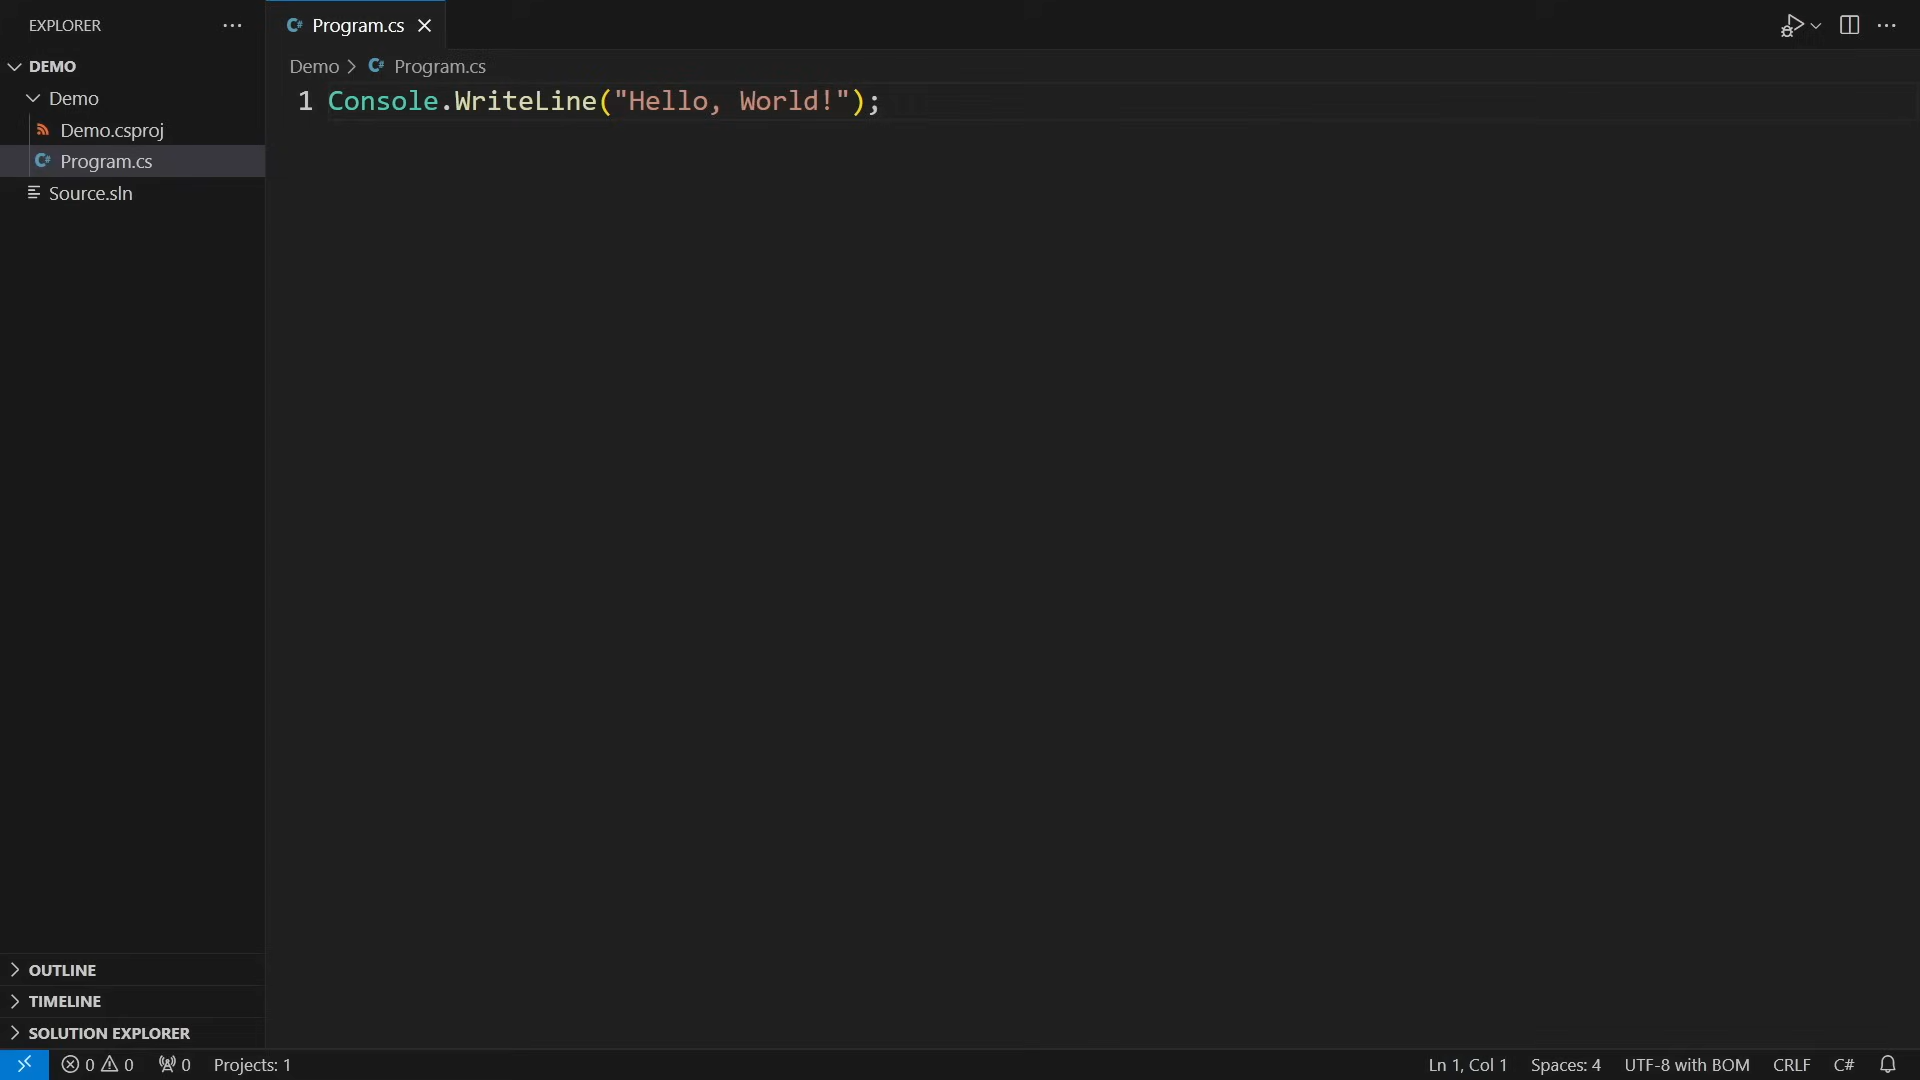 EXPLORER
DEMO
Demo
Demo.csproj
C# Program.cs
Source.sln
OUTLINE
TIMELINE
SOLUTION EXPLORER
C# Program.cs
Demo > C# Program.cs
1 Console.WriteLine("Hello, World!");
0 0 0 Projects: 1
Ln 1, Col 1 Spaces: 4 UTF-8 with BOM CRLF C#